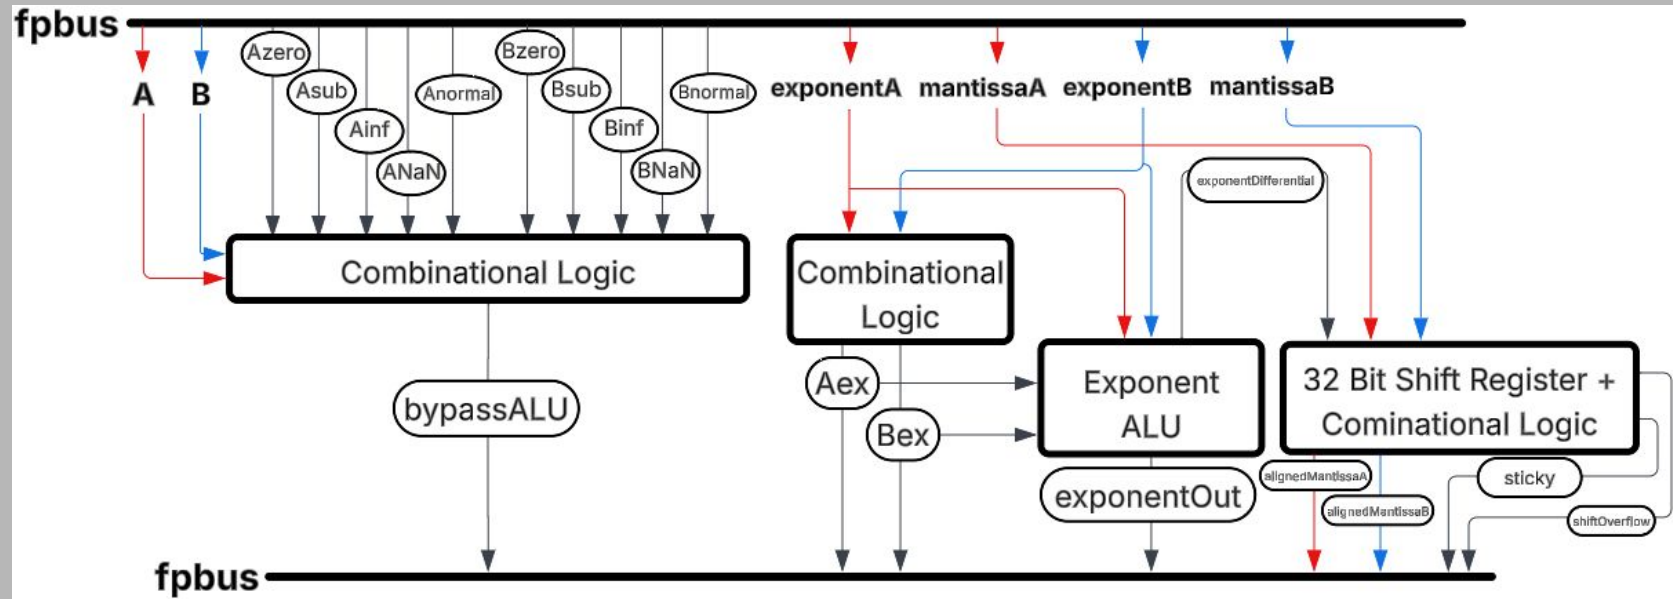 fpbus
A
B
Azero
Asub
Ainf
ANaN
Anormal
Bzero
Bsub
Binf
BNaN
Bnormal
exponentA
mantissaA
exponentB
mantissaB
exponentDifferential
Combinational Logic
Combinational
Logic
Exponent
ALU
32 Bit Shift Register +
Cominational Logic
bypassALU
Aex
Bex
exponentOut
alignedMantissaA
alignedMantissaB
sticky
shiftOverflow
fpbus